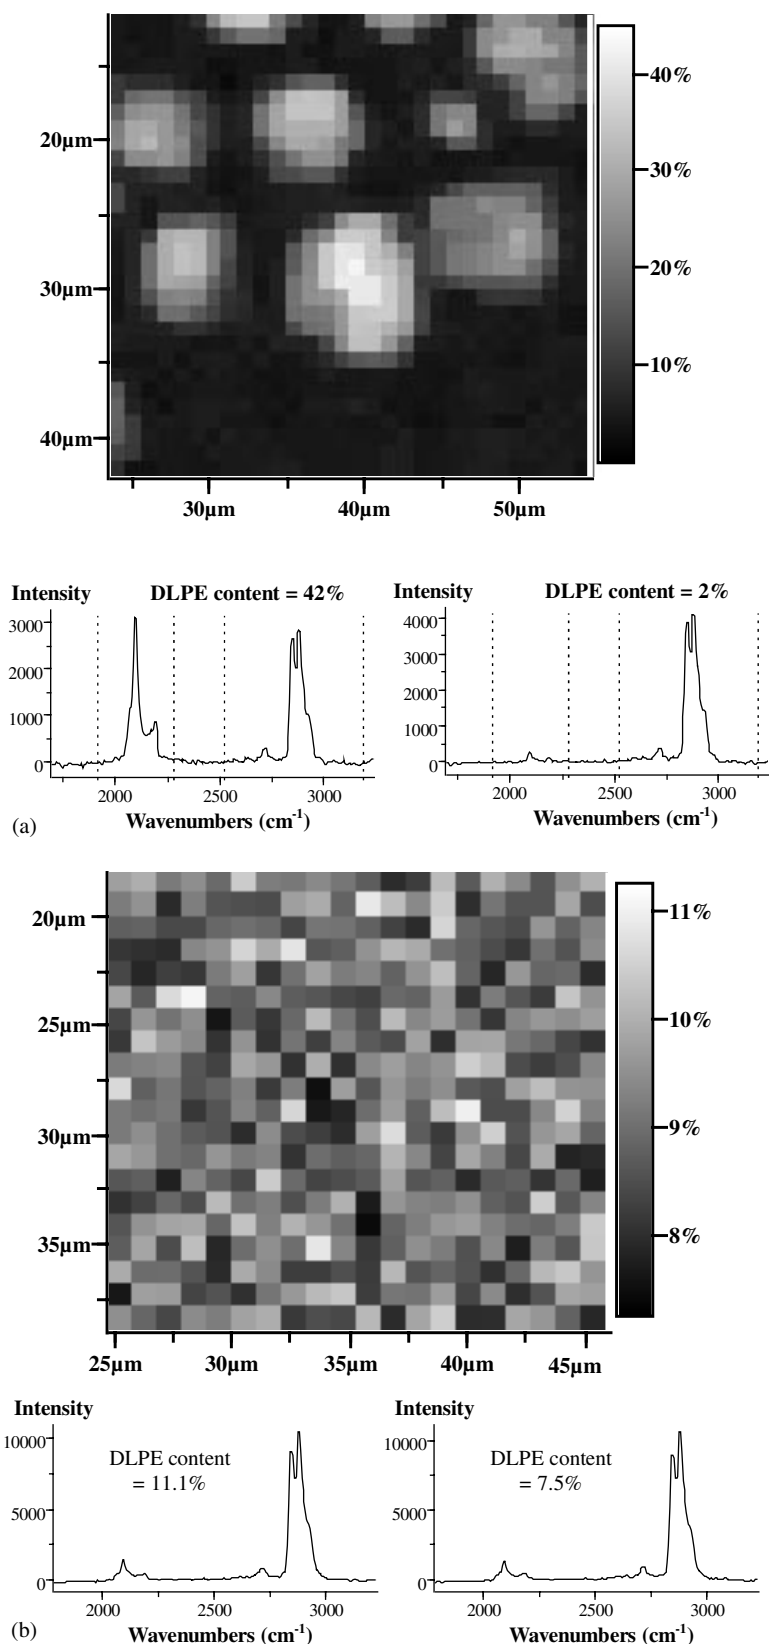 20µm
30µm
40µm
40%
30%
20%
10%
30µm
40µm
50µm
Intensity
DLPE content = 42%
3000
2000
1000
0
2000
2500
3000
Wavenumbers (cm-1)
Intensity
DLPE content = 2%
4000
3000
2000
1000
0
2000
2500
3000
Wavenumbers (cm-1)
(a)
20µm
25µm
30µm
35µm
11%
10%
9%
8%
25µm
30µm
35µm
40µm
45µm
Intensity
DLPE content
= 11.1%
10000
5000
0
2000
2500
3000
Wavenumbers (cm-1)
Intensity
DLPE content
= 7.5%
10000
5000
0
2000
2500
3000
Wavenumbers (cm-1)
(b)